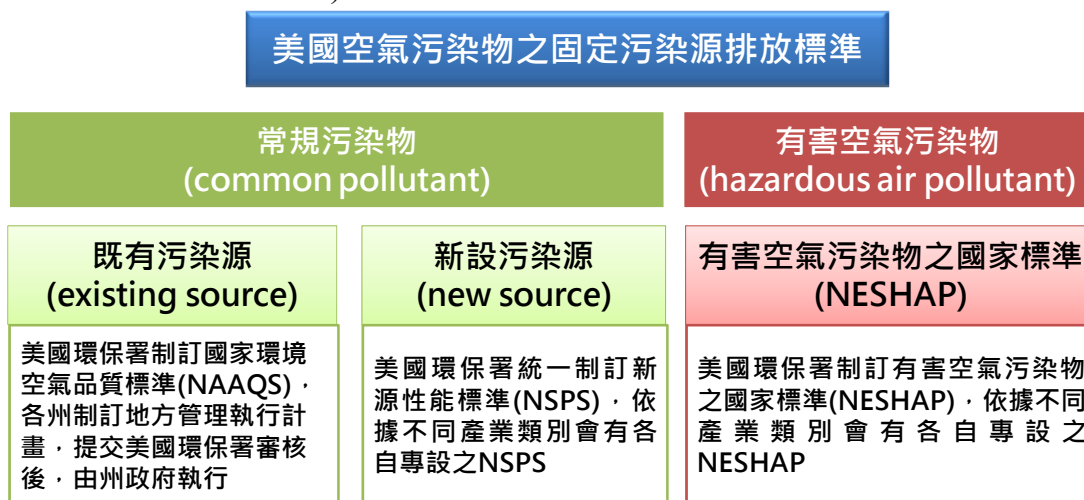 美國空氣污染物之固定污染源排放標準
常規污染物
(common pollutant)
有害空氣污染物
(hazardous air pollutant)
既有污染源
(existing source)
新設污染源
(new source)
有害空氣污染物之國家標準
(NESHAP)
美國環保署制訂國家環境
空氣品質標準(NAAQS)，
各州制訂地方管理執行計
畫，提交美國環保署審核
後，由州政府執行
美國環保署統一制訂新
源性能標準(NSPS)，依
據不同產業類別會有各
自專設之NSPS
美國環保署制訂有害空氣污染物
之國家標準(NESHAP)，依據不同
產業類別會有各自專設之
NESHAP